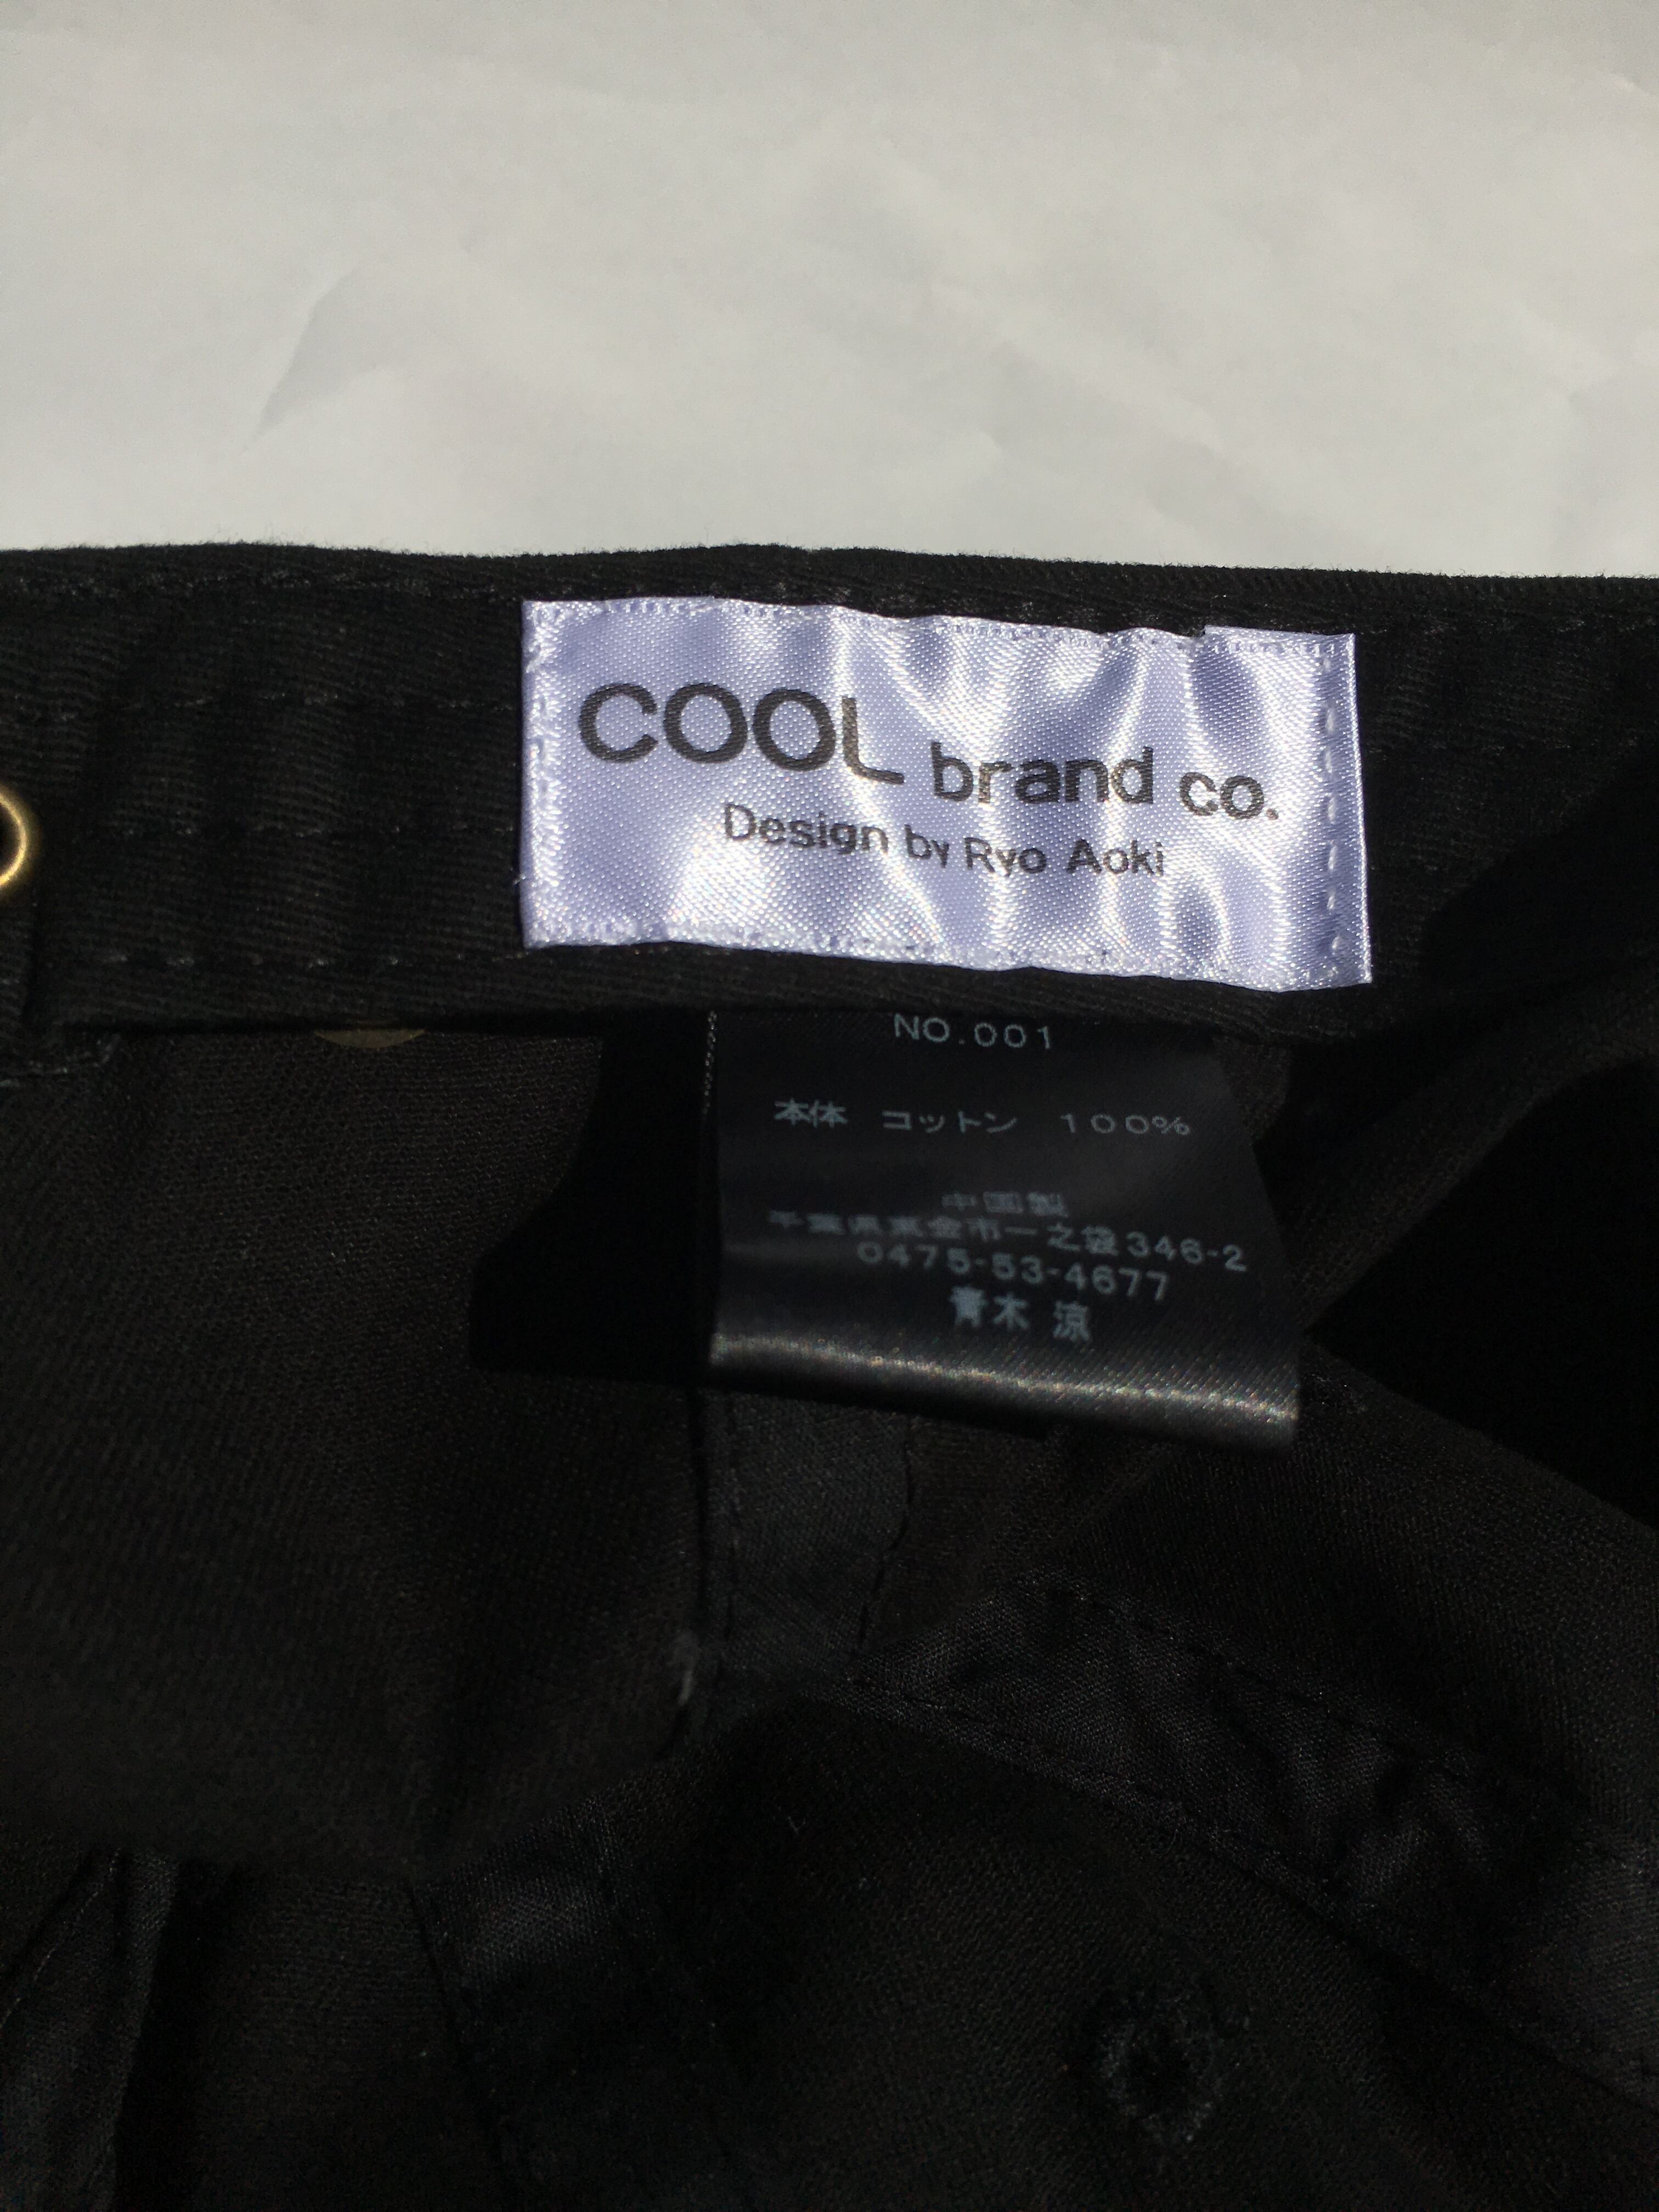 COOL brand co.
Design by Ryo Aoki
NO.001
本体 コットン 100%
中国製
千葉県東金市一之袋346-2
0475-53-4677
青木 涼